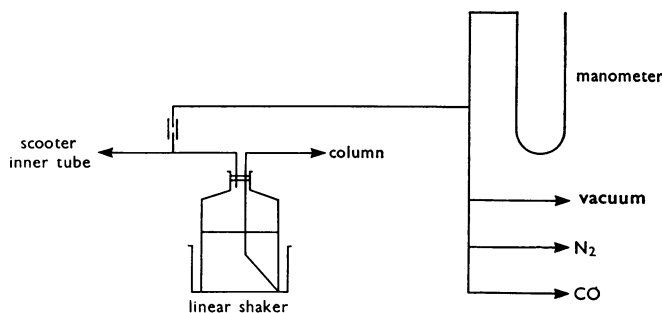 manometer
scooter
inner tube
column
vacuum
N₂
CO
linear shaker